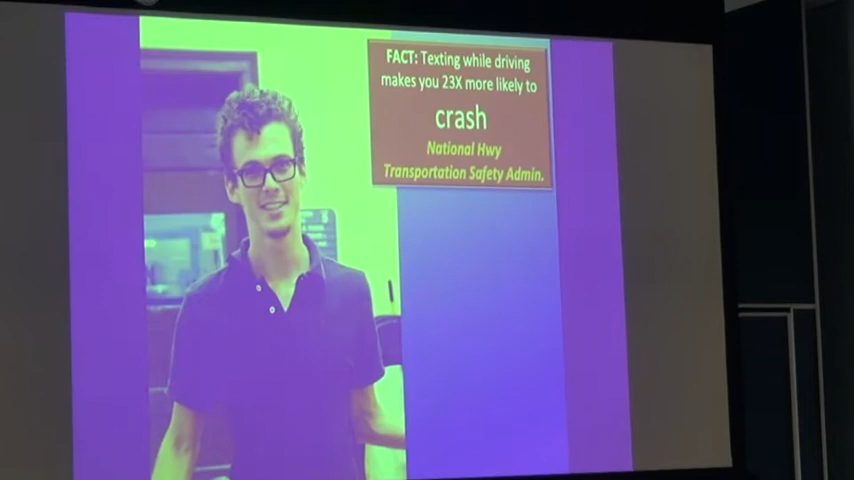 FACT: Texting while driving
makes you 23X more likely to
crash
National Hwy
Transportation Safety Admin.